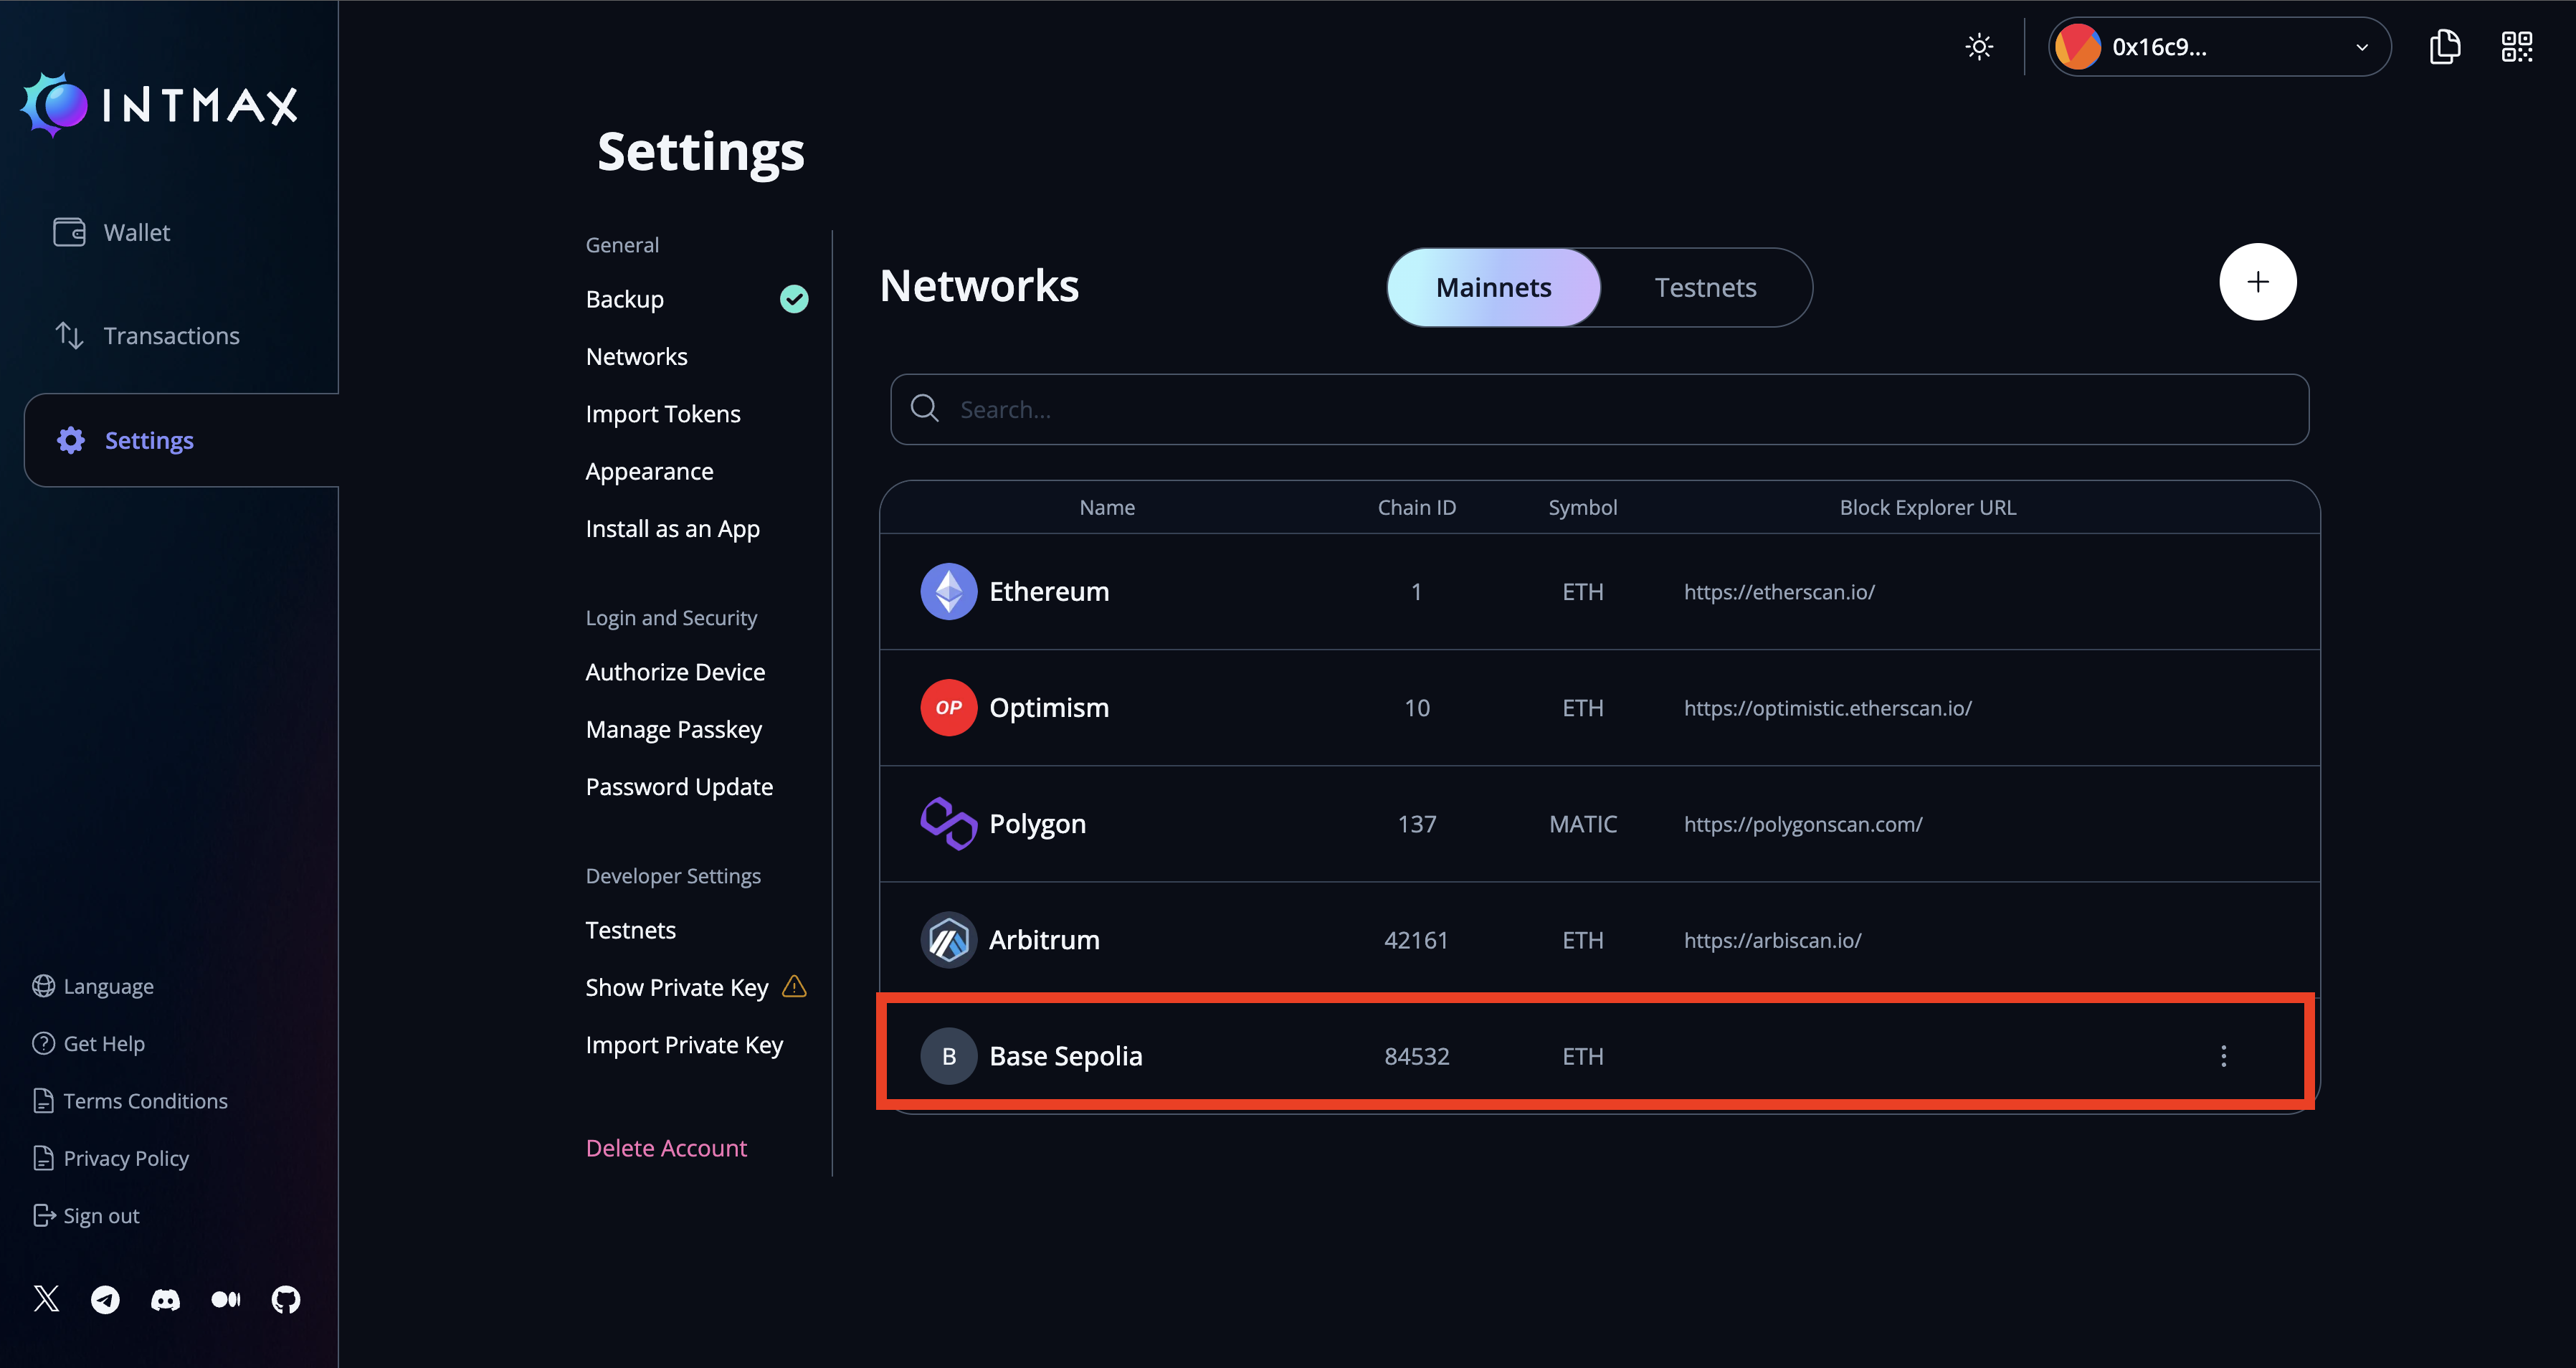 INTMAX
Wallet
Transactions
Settings
Language
Get Help
Terms Conditions
Privacy Policy
Sign out
0x16c9...
Settings
General
Backup
Networks
Import Tokens
Appearance
Install as an App
Login and Security
Authorize Device
Manage Passkey
Password Update
Developer Settings
Testnets
Show Private Key
Import Private Key
Delete Account
Networks
Mainnets Testnets
Search...
Name Chain ID Symbol Block Explorer URL
Ethereum 1 ETH https://etherscan.io/
OP Optimism 10 ETH https://optimistic.etherscan.io/
Polygon 137 MATIC https://polygonscan.com/
Arbitrum 42161 ETH https://arbiscan.io/
B Base Sepolia 84532 ETH